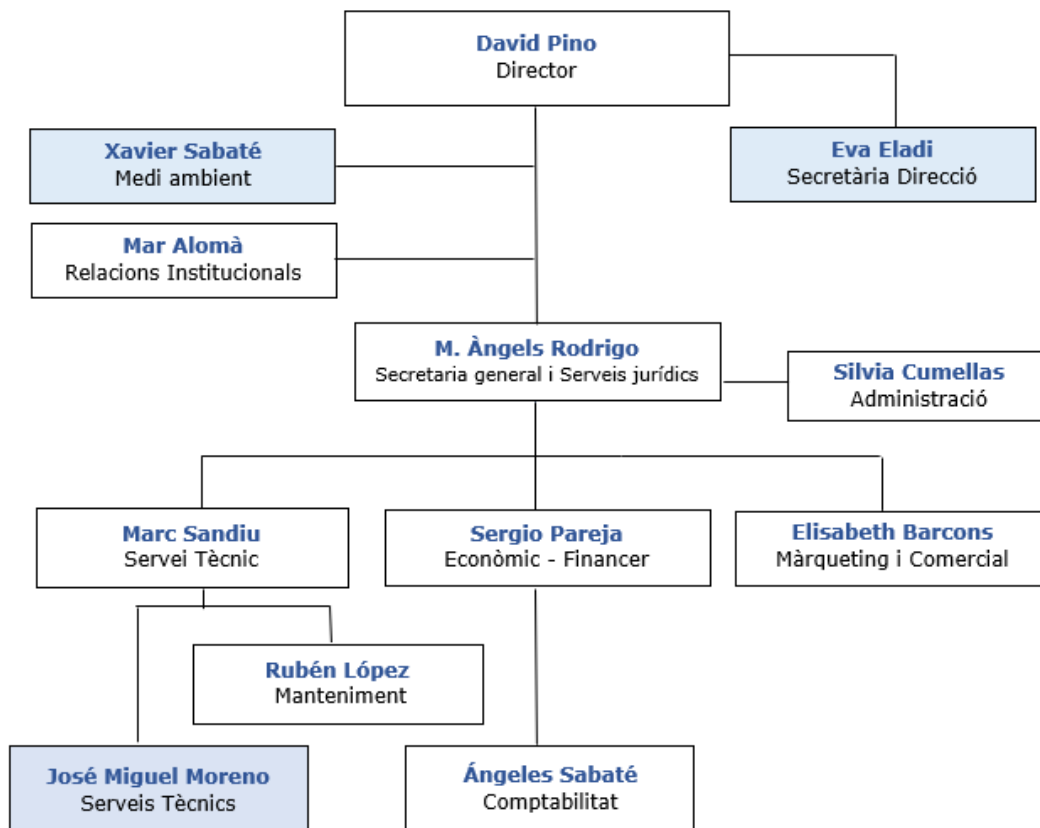 David Pino
Director
Xavier Sabaté
Medi ambient
Eva Eladi
Secretària Direcció
Mar Alomà
Relacions Institucionals
M. Àngels Rodrigo
Secretaria general i Serveis jurídics
Silvia Cumellas
Administració
Marc Sandiu
Servei Tècnic
Sergio Pareja
Econòmic - Financer
Elisabeth Barcons
Màrqueting i Comercial
Rubén López
Manteniment
José Miguel Moreno
Serveis Tècnics
Ángeles Sabaté
Comptabilitat